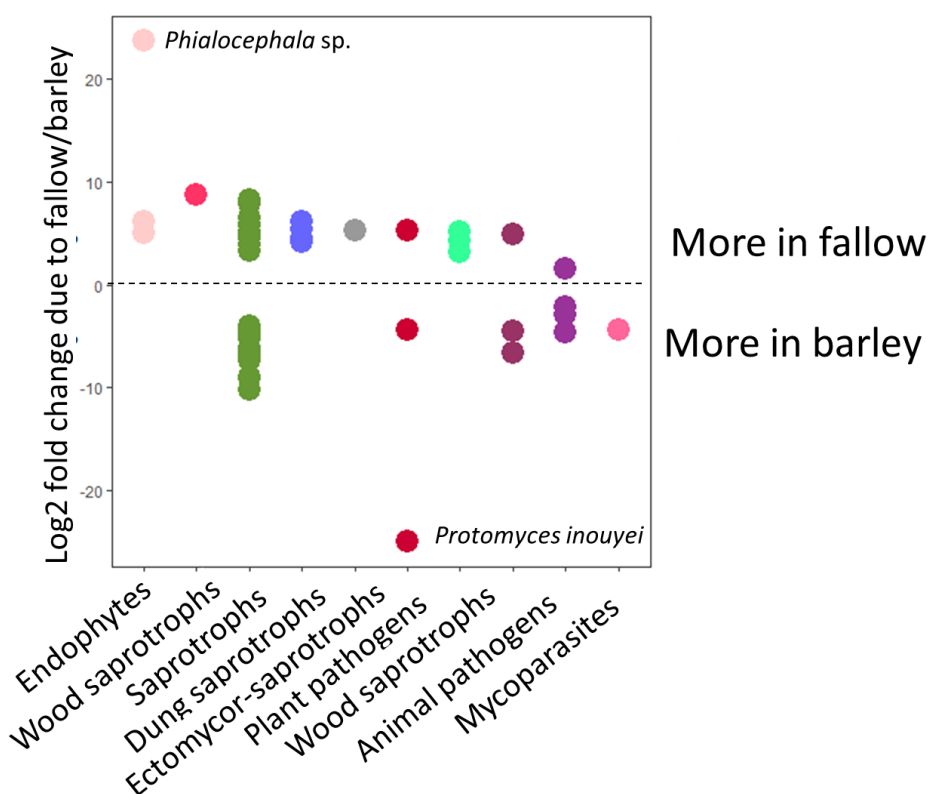 Phialocephala sp.
Log2 fold change due to fallow/barley
20
10
0
-10
-20
More in fallow
More in barley
Protomyces inouyei
Endophytes
Wood saprotrophs
Saprotrophs
Dung saprotrophs
Ectomycor-saprotrophs
Plant pathogens
Wood saprotrophs
Animal pathogens
Mycoparasites